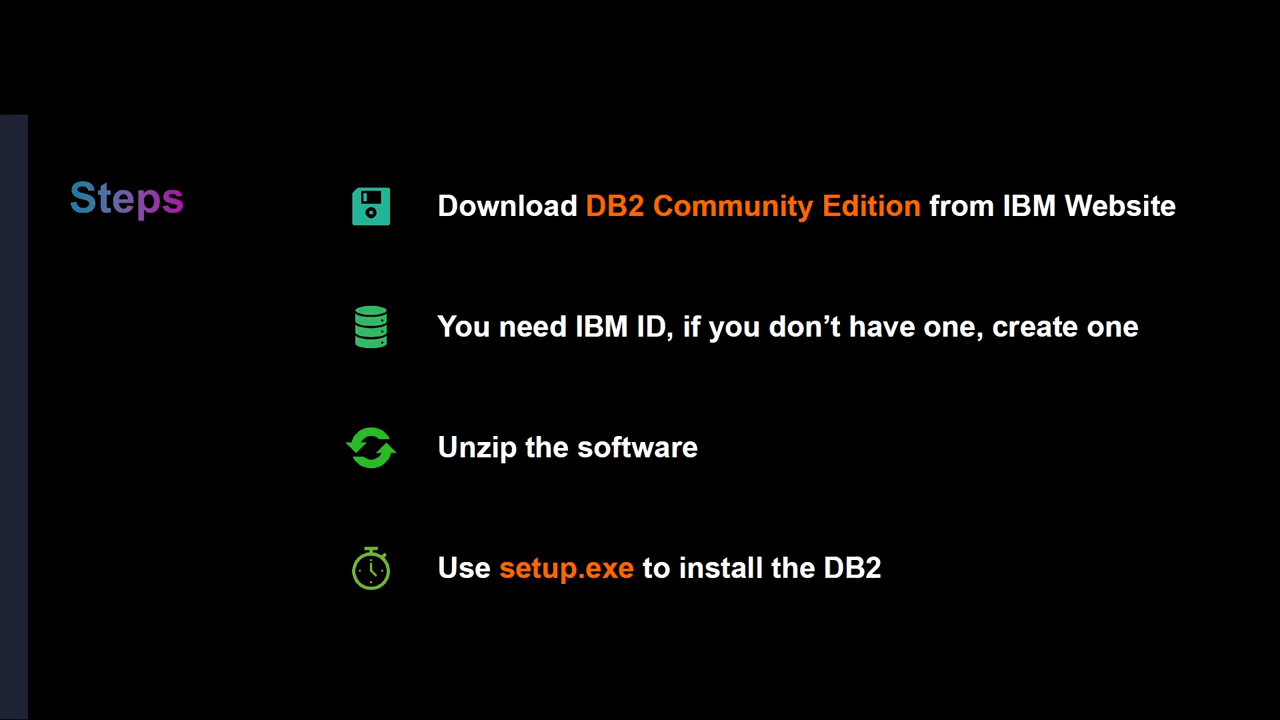 Steps
Download DB2 Community Edition from IBM Website
You need IBM ID, if you don’t have one, create one
Unzip the software
Use setup.exe to install the DB2